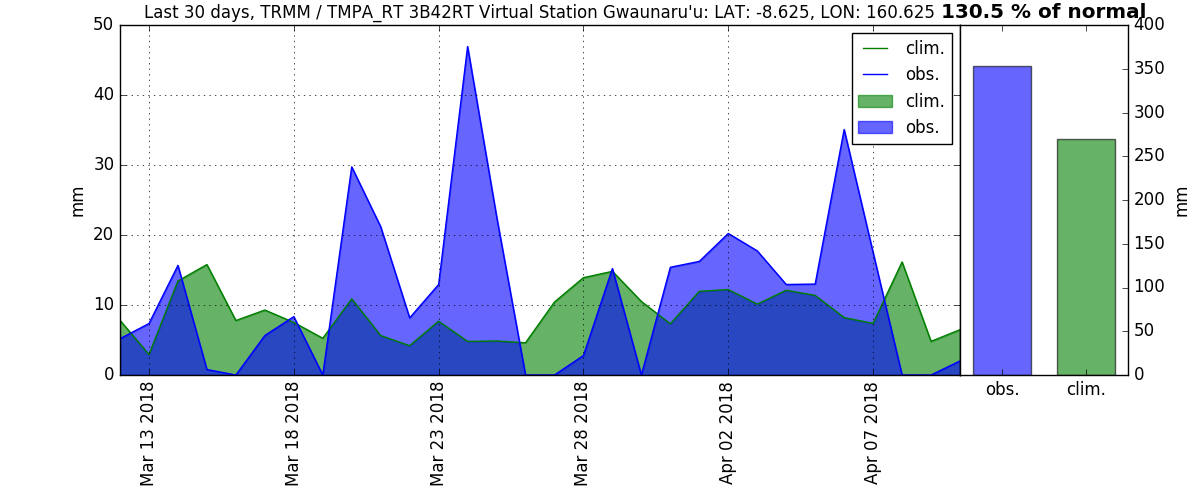 Last 30 days, TRMM / TMPA_RT 3B42RT Virtual Station Gwaunaru'u: LAT: -8.625, LON: 160.625 130.5 % of normal
50
40
30
20
10
0
mm
clim.
obs.
clim.
obs.
Mar 13 2018
Mar 18 2018
Mar 23 2018
Mar 28 2018
Apr 02 2018
Apr 07 2018
400
350
300
250
200
150
100
50
0
mm
obs.
clim.